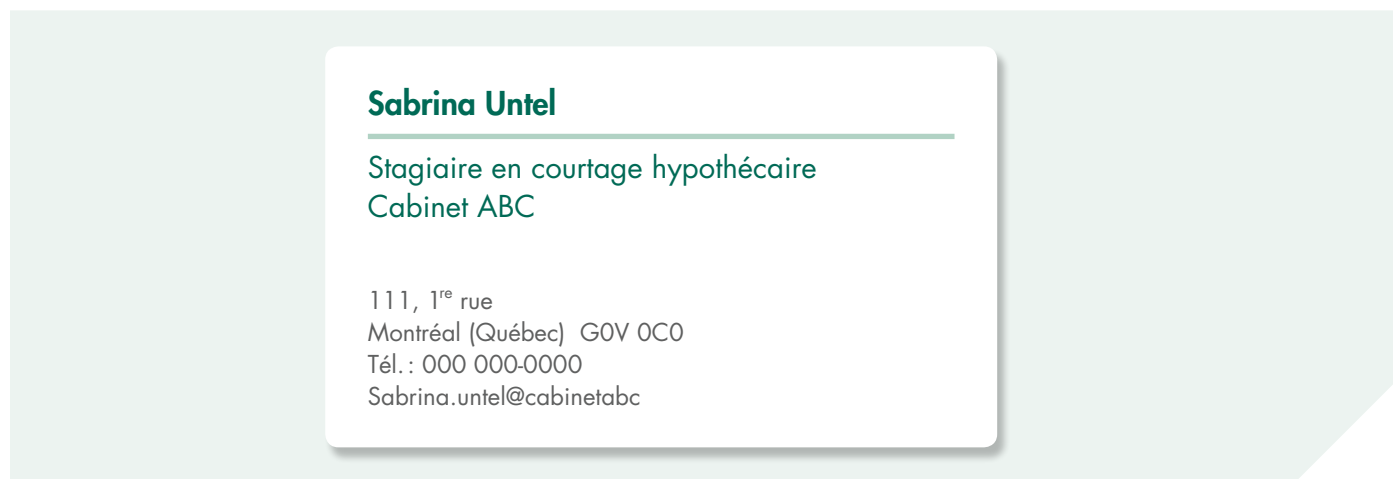 Sabrina Untel
Stagiaire en courtage hypothécaire
Cabinet ABC
111, 1re rue
Montréal (Québec)  G0V 0C0
Tél. : 000 000-0000
Sabrina.untel@cabinetabc